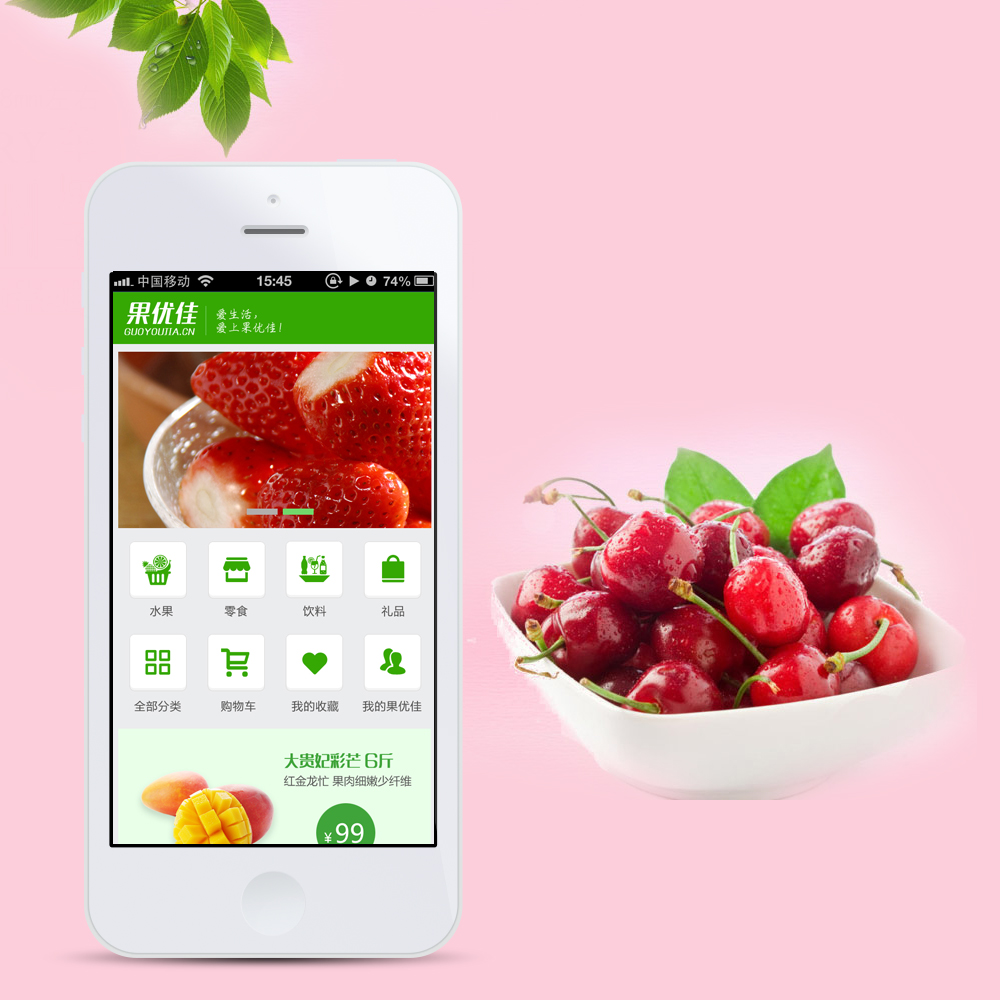 中国移动 15:45 74%
果优佳
GUOYOUJIA.CN
爱生活，
爱上果优佳！
水果 零食 饮料 礼品
全部分类 购物车 我的收藏 我的果优佳
大贵妃彩芒 6斤
红金龙忙 果肉细嫩少纤维
¥99